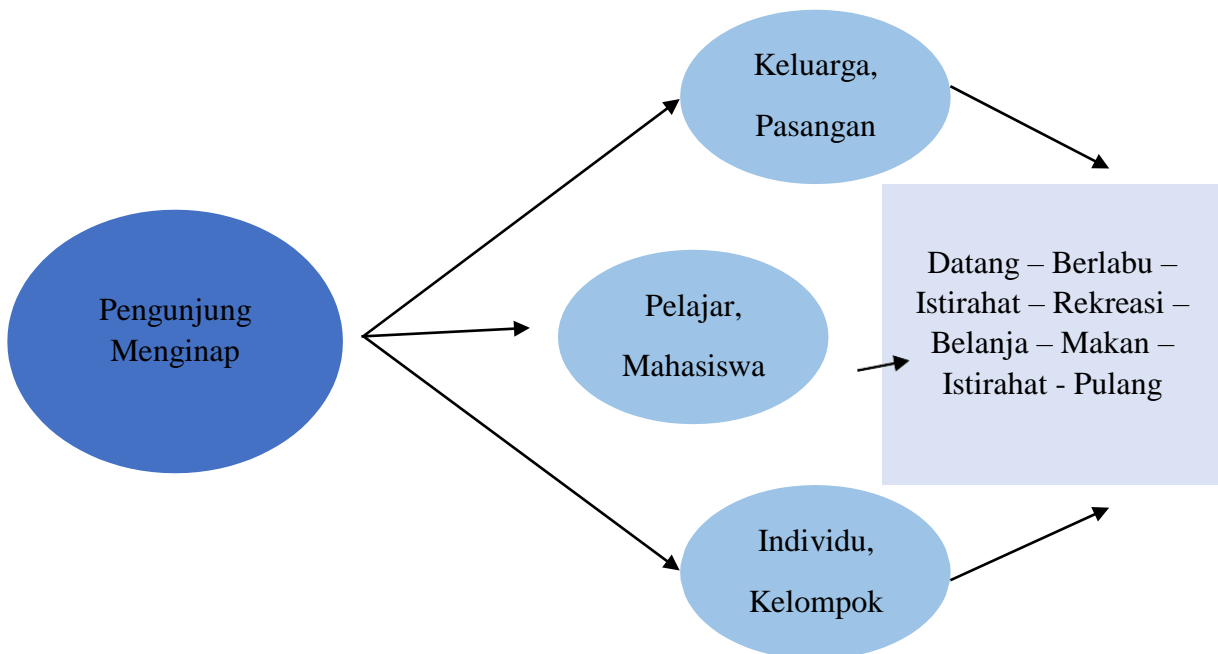 Pengunjung
Menginap
Keluarga,
Pasangan
Pelajar,
Mahasiswa
Individu,
Kelompok
Datang – Berlabu –
Istirahat – Rekreasi –
Belanja – Makan –
Istirahat - Pulang